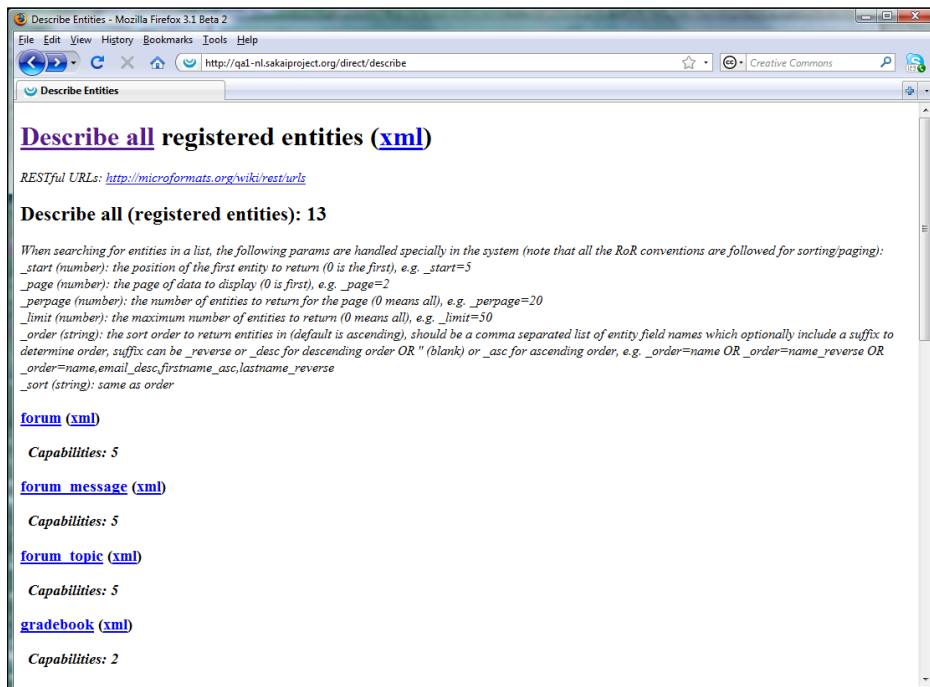 Describe Entities - Mozilla Firefox 3.1 Beta 2
File Edit View History Bookmarks Tools Help
http://qa1-nl.sakaiproject.org/direct/describe
Creative Commons
Describe Entities
Describe all registered entities (xml)
RESTful URLs: http://microformats.org/wiki/rest/urls
Describe all (registered entities): 13
When searching for entities in a list, the following params are handled specially in the system (note that all the RoR conventions are followed for sorting/paging):
_start (number): the position of the first entity to return (0 is the first), e.g. _start=5
_page (number): the page of data to display (0 is first), e.g. _page=2
_perpage (number): the number of entities to return for the page (0 means all), e.g. _perpage=20
_limit (number): the maximum number of entities to return (0 means all), e.g. _limit=50
_order (string): the sort order to return entities in (default is ascending), should be a comma separated list of entity field names which optionally include a suffix to
determine order, suffix can be _reverse or _desc for descending order OR '' (blank) or _asc for ascending order, e.g. _order=name OR _order=name_reverse OR
_order=name,email_desc,firstname_asc,lastname_reverse
_sort (string): same as order
forum (xml)
Capabilities: 5
forum_message (xml)
Capabilities: 5
forum_topic (xml)
Capabilities: 5
gradebook (xml)
Capabilities: 2